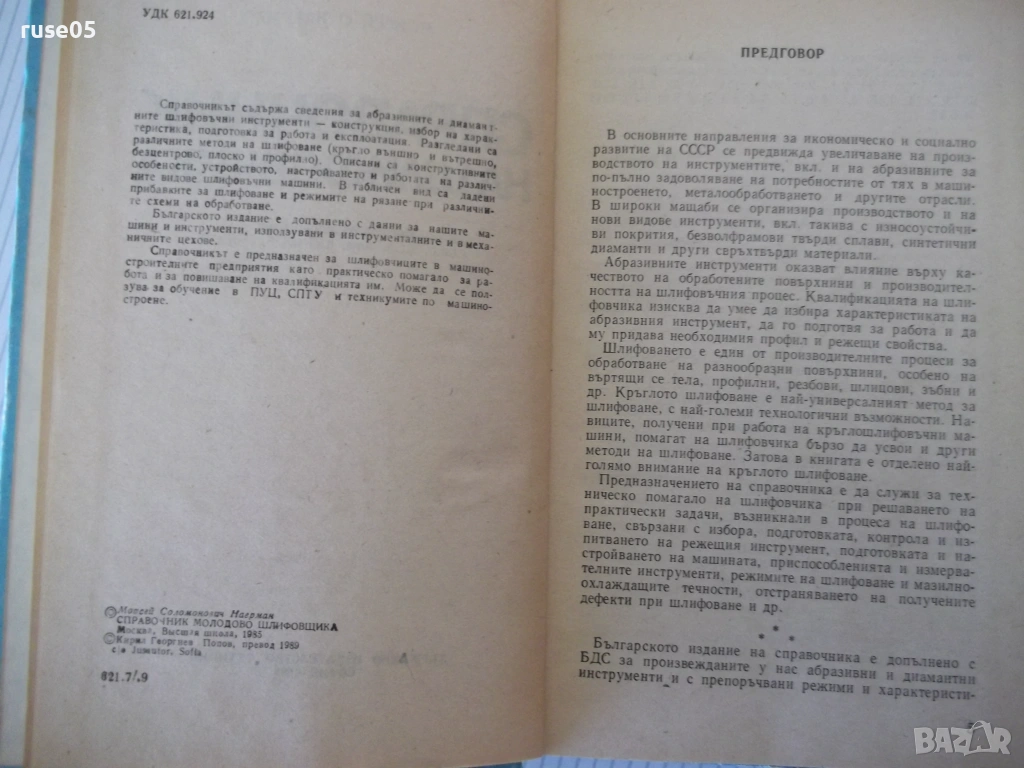 ruse05
УДК 621.924
Справочникът съдържа сведения за абразивните и диамант-
ните шлифовъчни инструменти — конструкция, избор на харак-
теристика, подготовка за работа и експлоатация. Разгледани са
различните методи на шлифоване (кръгло външно и вътрешно,
безцентрово, плоско и профилно). Описани са конструктивните
особености, устройството, настройването и работата на различ-
ните видове шлифовъчни машини. В табличен вид са дадени
прибавките за шлифоване и режимите на рязане при различни-
те схеми на обработване.
Българското издание е допълнено с данни за нашите ма-
шини и инструменти, използувани в инструменталните и в меха-
ничните цехове.
Справочникът е предназначен за шлифовчиците в машино-
строителните предприятия като практическо помагало за ра-
бота и за повишаване на квалификацията им. Може да се пол-
зува за обучение в ПУЦ, СПТУ и техникумите по машино-
строене.
© Моисей Соломонович Наерман
СПРАВОЧНИК МОЛОДОВО ШЛИФОВЩИКА
Москва, Высшая школа, 1985
© Кирил Георгиев Попов, превод 1989
c/o Jusautor, Sofia
621.7/.9
ПРЕДГОВОР
В основните направления за икономическо и социално
развитие на СССР се предвижда увеличаване на произ-
водството на инструментите, вкл. и на абразивните за
по-пълно задоволяване на потребностите от тях в маши-
ностроенето, металообработването и другите отрасли.
В широки мащаби се организира производството и на
нови видове инструменти, вкл. такива с износоустойчи-
ви покрития, безволфрамови твърди сплави, синтетични
диаманти и други свръхтвърди материали.
Абразивните инструменти оказват влияние върху ка-
чеството на обработените повърхнини и производител-
ността на шлифовъчния процес. Квалификацията на шли-
фовчика изисква да умее да избира характеристиката на
абразивния инструмент, да го подготвя за работа и да
му придава необходимия профил и режещи свойства.
Шлифоването е един от производителните процеси за
обработване на разнообразни повърхнини, особено на
въртящи се тела, профилни, резбови, шлицови, зъбни и
др. Кръглото шлифоване е най-универсалният метод за
шлифоване, с най-големи технологични възможности. На-
виците, получени при работа на кръглошлифовъчни ма-
шини, помагат на шлифовчика бързо да усвои и други
методи на шлифоване. Затова в книгата е отделено най-
голямо внимание на кръглото шлифоване.
Предназначението на справочника е да служи за тех-
ническо помагало на шлифовчика при решаването на
практически задачи, възникнали в процеса на шлифо-
ване, свързани с избора, подготовката, контрола и из-
питването на режещия инструмент, подготовката и на-
стройването на машината, приспособленията и измерва-
телните инструменти, режимите на шлифоване и мазилно-
охлаждащите течности, отстраняването на получените
дефекти при шлифоване и др.
* * *
Българското издание на справочника е допълнено с
БДС за произвежданите у нас абразивни и диамантни
инструменти и с препоръчвани режими и характеристи-
BAZAR